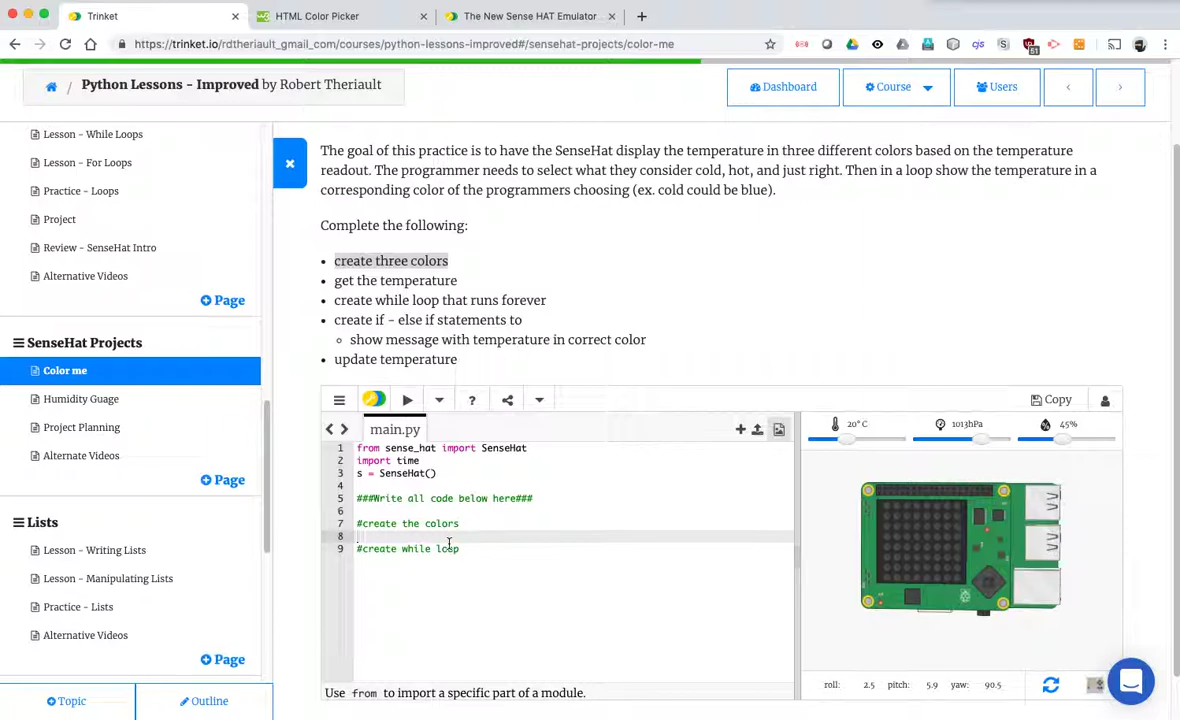 Trinket
HTML Color Picker
The New Sense HAT Emulator
https://trinket.io/rdtheriault_gmail_com/courses/python-lessons-improved#/sensehat-projects/color-me
cjs
S
51
Python Lessons - Improved by Robert Theriault
Dashboard
Course
Users
Lesson - While Loops
Lesson - For Loops
Practice - Loops
Project
Review - SenseHat Intro
Alternative Videos
Page
SenseHat Projects
Color me
Humidity Guage
Project Planning
Alternate Videos
Page
Lists
Lesson - Writing Lists
Lesson - Manipulating Lists
Practice - Lists
Alternative Videos
Page
Topic
Outline
The goal of this practice is to have the SenseHat display the temperature in three different colors based on the temperature
readout. The programmer needs to select what they consider cold, hot, and just right. Then in a loop show the temperature in a
corresponding color of the programmers choosing (ex. cold could be blue).
Complete the following:
• create three colors
• get the temperature
• create while loop that runs forever
• create if - else if statements to
◦ show message with temperature in correct color
• update temperature
Copy
main.py
1 from sense_hat import SenseHat
2 import time
3 s = SenseHat()
4
5 ###Write all code below here###
6
7 #create the colors
8
9 #create while loop
Use from to import a specific part of a module.
20° C
1013hPa
45%
roll: 2.5 pitch: 5.9 yaw: 90.5